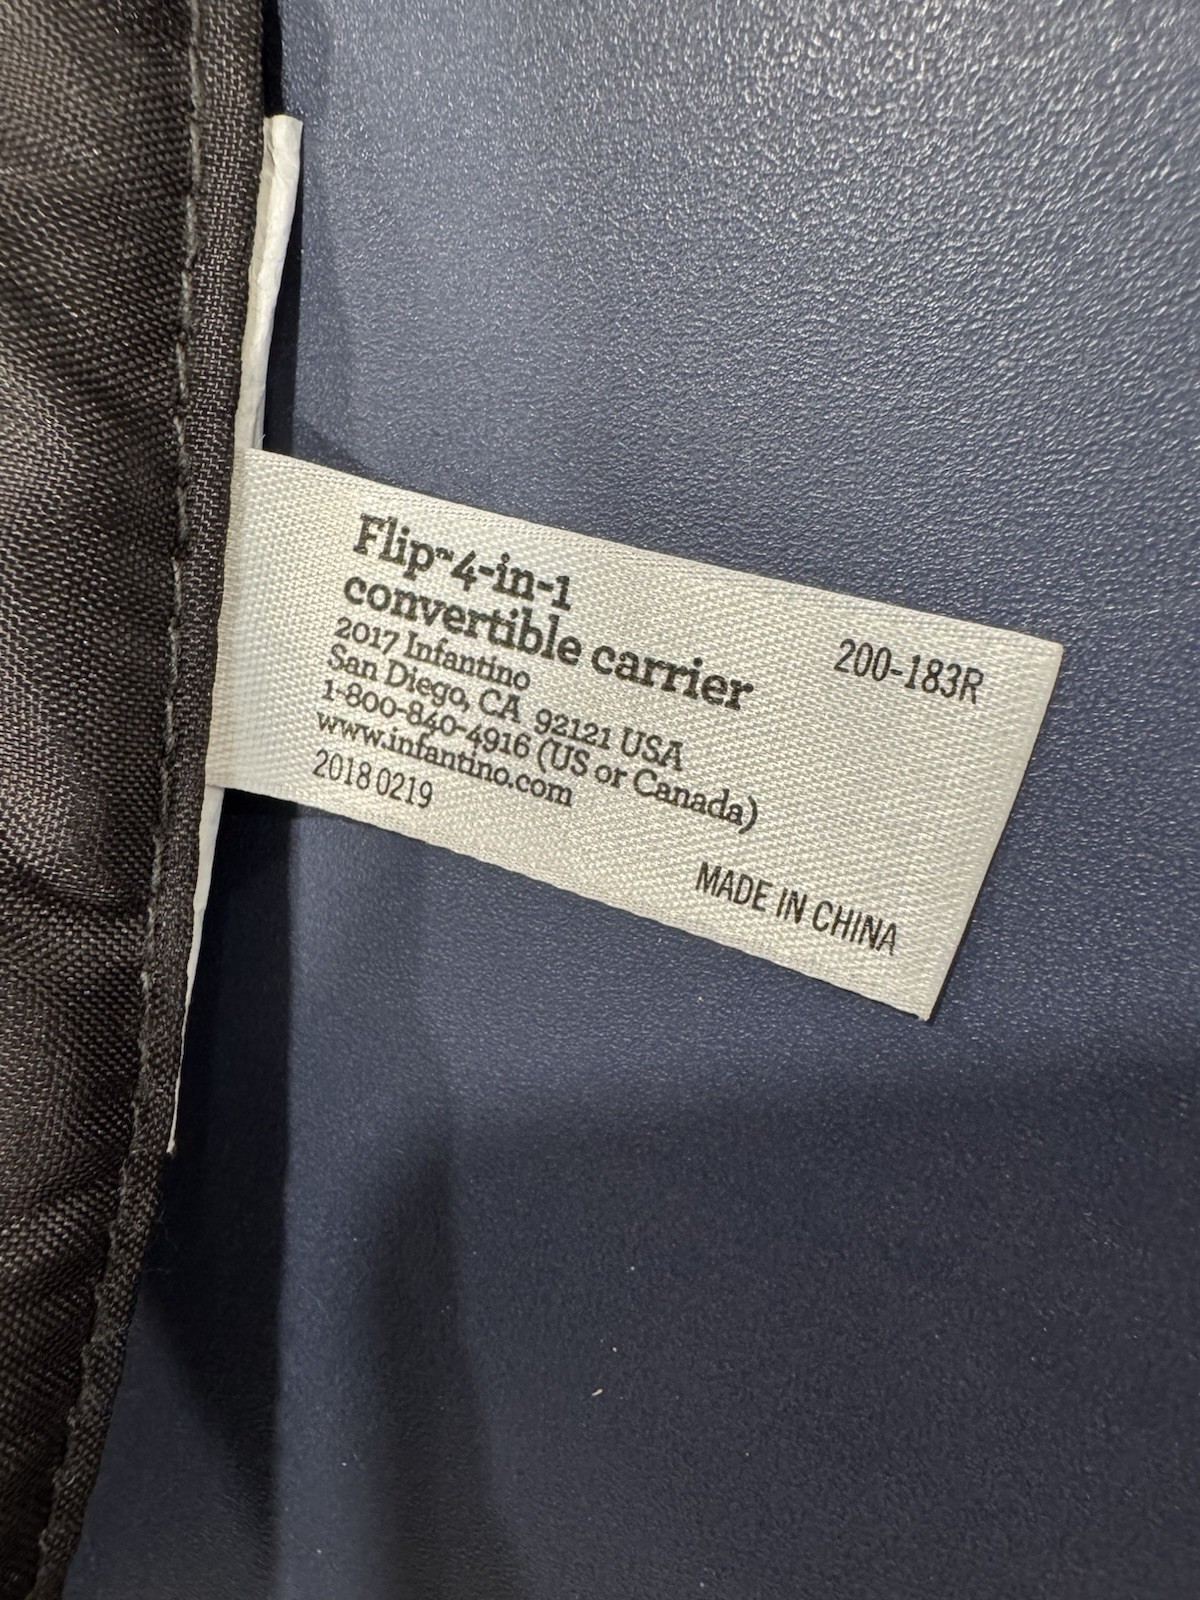 Flip™ 4-in-1
convertible carrier
200-183R
2017 Infantino
San Diego, CA 92121 USA
1-800-840-4916 (US or Canada)
www.infantino.com
2018 0219
MADE IN CHINA